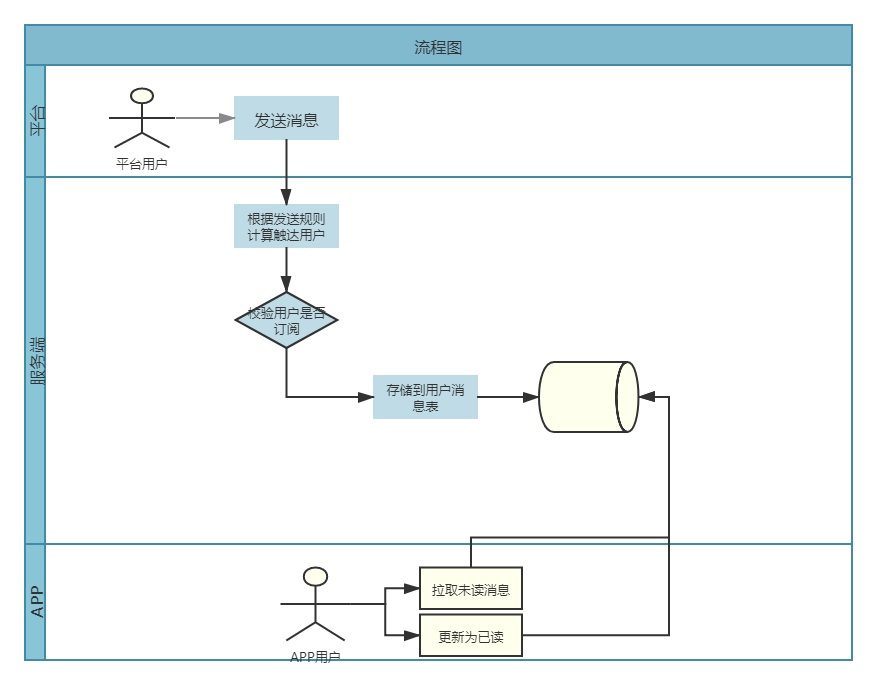 流程图
平台
平台用户
发送消息
服务端
根据发送规则
计算触达用户
校验用户是否
订阅
存储到用户消
息表
APP
APP用户
拉取未读消息
更新为已读